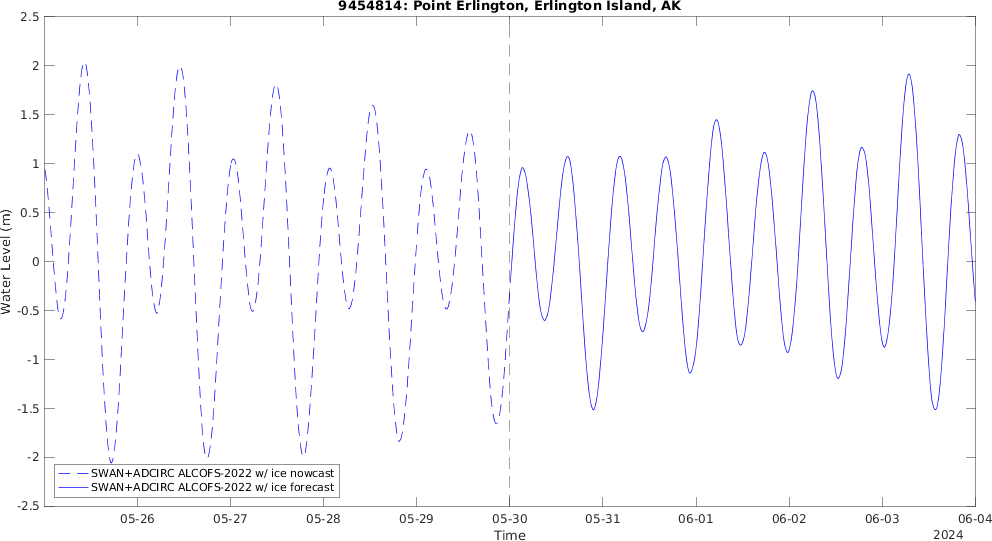 9454814: Point Erlington, Erlington Island, AK
2.5
2
1.5
1
0.5
0
-0.5
-1
-1.5
-2
-2.5
Water Level (m)
SWAN+ADCIRC ALCOFS-2022 w/ ice nowcast
SWAN+ADCIRC ALCOFS-2022 w/ ice forecast
05-26 05-27 05-28 05-29 05-30 05-31 06-01 06-02 06-03 06-04
Time
2024